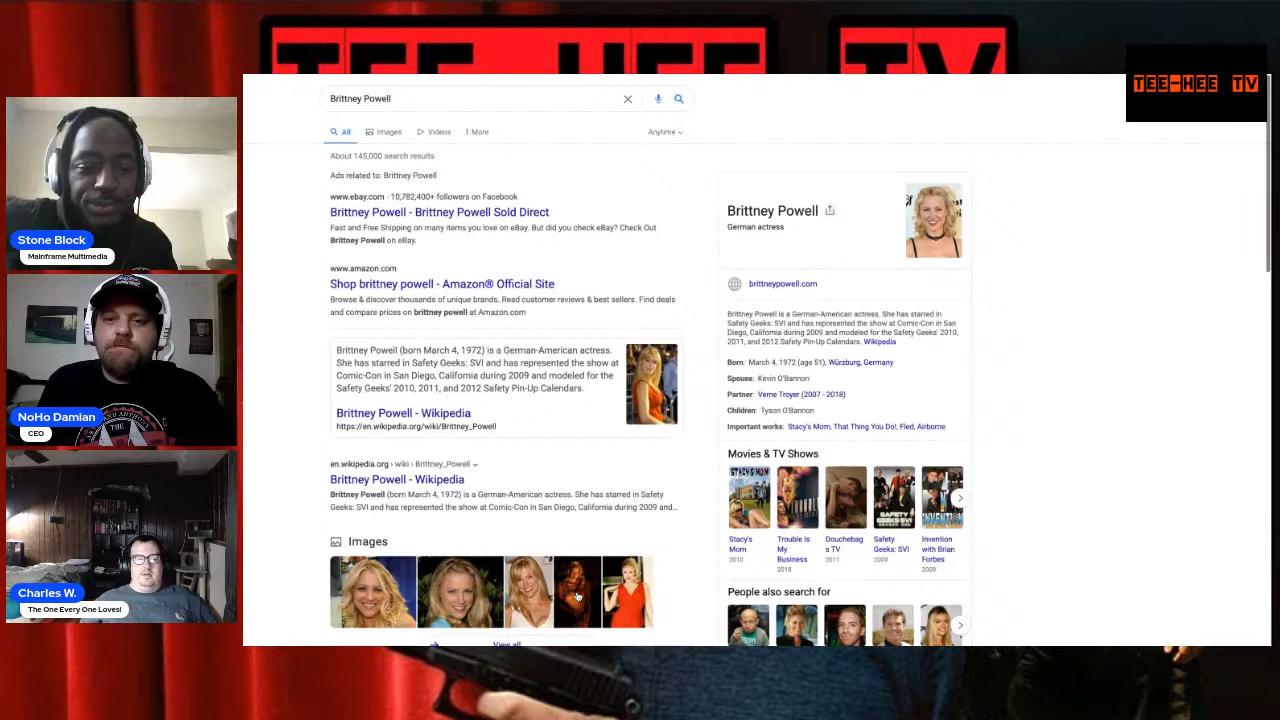 TEE-HEE TV
TEE-HEE TV
Stone Block
Mainframe Multimedia
NoHo Damian
CEO
Charles W.
The One Every One Loves!
Brittney Powell
All
Images
Videos
More
Anytime
About 145,000 search results
Ads related to: Brittney Powell
www.ebay.com · 10,782,400+ followers on Facebook
Brittney Powell - Brittney Powell Sold Direct
Fast and Free Shipping on many items you love on eBay. But did you check eBay? Check Out
Brittney Powell on eBay.
www.amazon.com
Shop brittney powell - Amazon® Official Site
Browse & discover thousands of unique brands. Read customer reviews & best sellers. Find deals
and compare prices on brittney powell at Amazon.com
Brittney Powell (born March 4, 1972) is a German-American actress.
She has starred in Safety Geeks: SVI and has represented the show at
Comic-Con in San Diego, California during 2009 and modeled for the
Safety Geeks' 2010, 2011, and 2012 Safety Pin-Up Calendars.
Brittney Powell - Wikipedia
https://en.wikipedia.org/wiki/Brittney_Powell
en.wikipedia.org › wiki › Brittney_Powell
Brittney Powell - Wikipedia
Brittney Powell (born March 4, 1972) is a German-American actress. She has starred in Safety
Geeks: SVI and has represented the show at Comic-Con in San Diego, California during 2009 and...
Images
View all
Brittney Powell
German actress
brittneypowell.com
Brittney Powell is a German-American actress. She has starred in
Safety Geeks: SVI and has represented the show at Comic-Con in San
Diego, California during 2009 and modeled for the Safety Geeks' 2010,
2011, and 2012 Safety Pin-Up Calendars. Wikipedia
Born: March 4, 1972 (age 51), Würzburg, Germany
Spouse: Kevin O'Bannon
Partner: Verne Troyer (2007 - 2018)
Children: Tyson O'Bannon
Important works: Stacy's Mom, That Thing You Do!, Fled, Airborne
Movies & TV Shows
Stacy's
Mom
2010
Trouble Is
My
Business
2018
Douchebag
s TV
2011
Safety
Geeks: SVI
2009
Invention
with Brian
Forbes
2009
People also search for